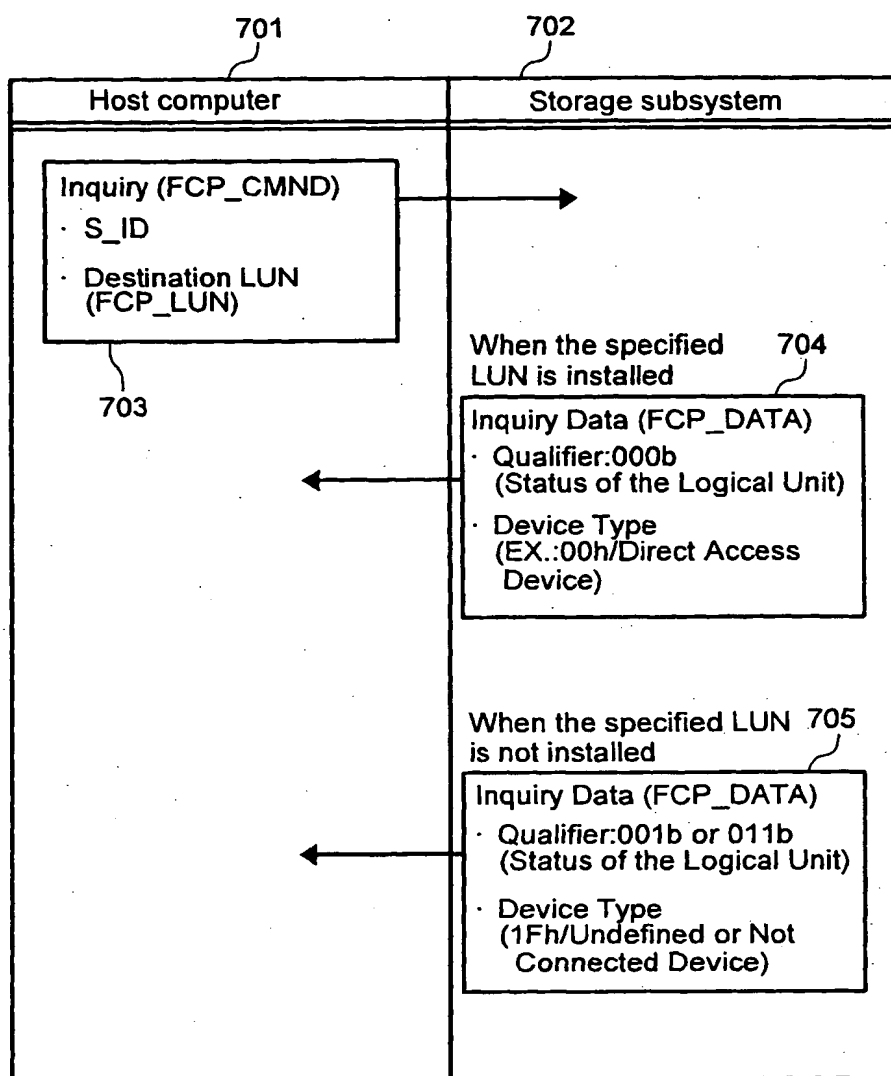 701
702
Host computer
Storage subsystem
Inquiry (FCP_CMND)
· S_ID
· Destination LUN
(FCP_LUN)
703
When the specified
LUN is installed
704
Inquiry Data (FCP_DATA)
· Qualifier:000b
(Status of the Logical Unit)
· Device Type
(EX.:00h/Direct Access
Device)
When the specified LUN
is not installed
705
Inquiry Data (FCP_DATA)
· Qualifier:001b or 011b
(Status of the Logical Unit)
· Device Type
(1Fh/Undefined or Not
Connected Device)